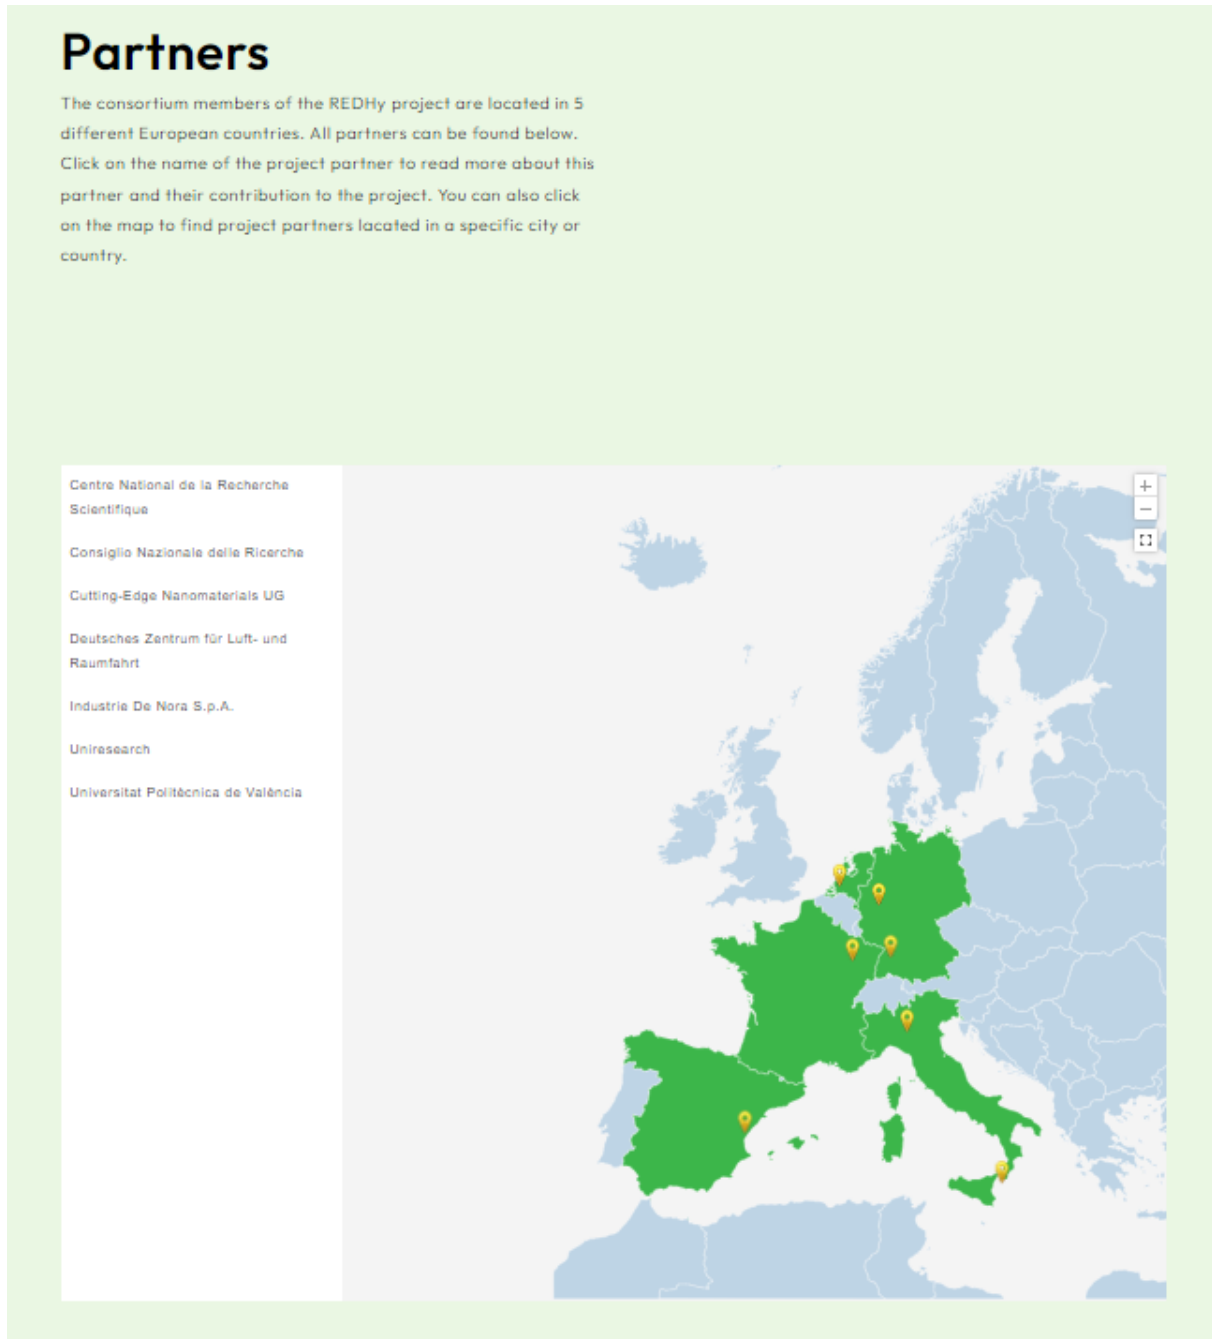 Partners
The consortium members of the REDHy project are located in 5
different European countries. All partners can be found below.
Click on the name of the project partner to read more about this
partner and their contribution to the project. You can also click
on the map to find project partners lacated in a specific city or
country.
Centre National de la Recherche
Scientifique
Consiglio Nazionale delle Ricerche
Cutting-Edge Nanomaterials UG
Deutsches Zentrum für Luft- und
Raumfahrt
Industrie De Nora S.p.A.
Uniresearch
Universitat Politècnica de València